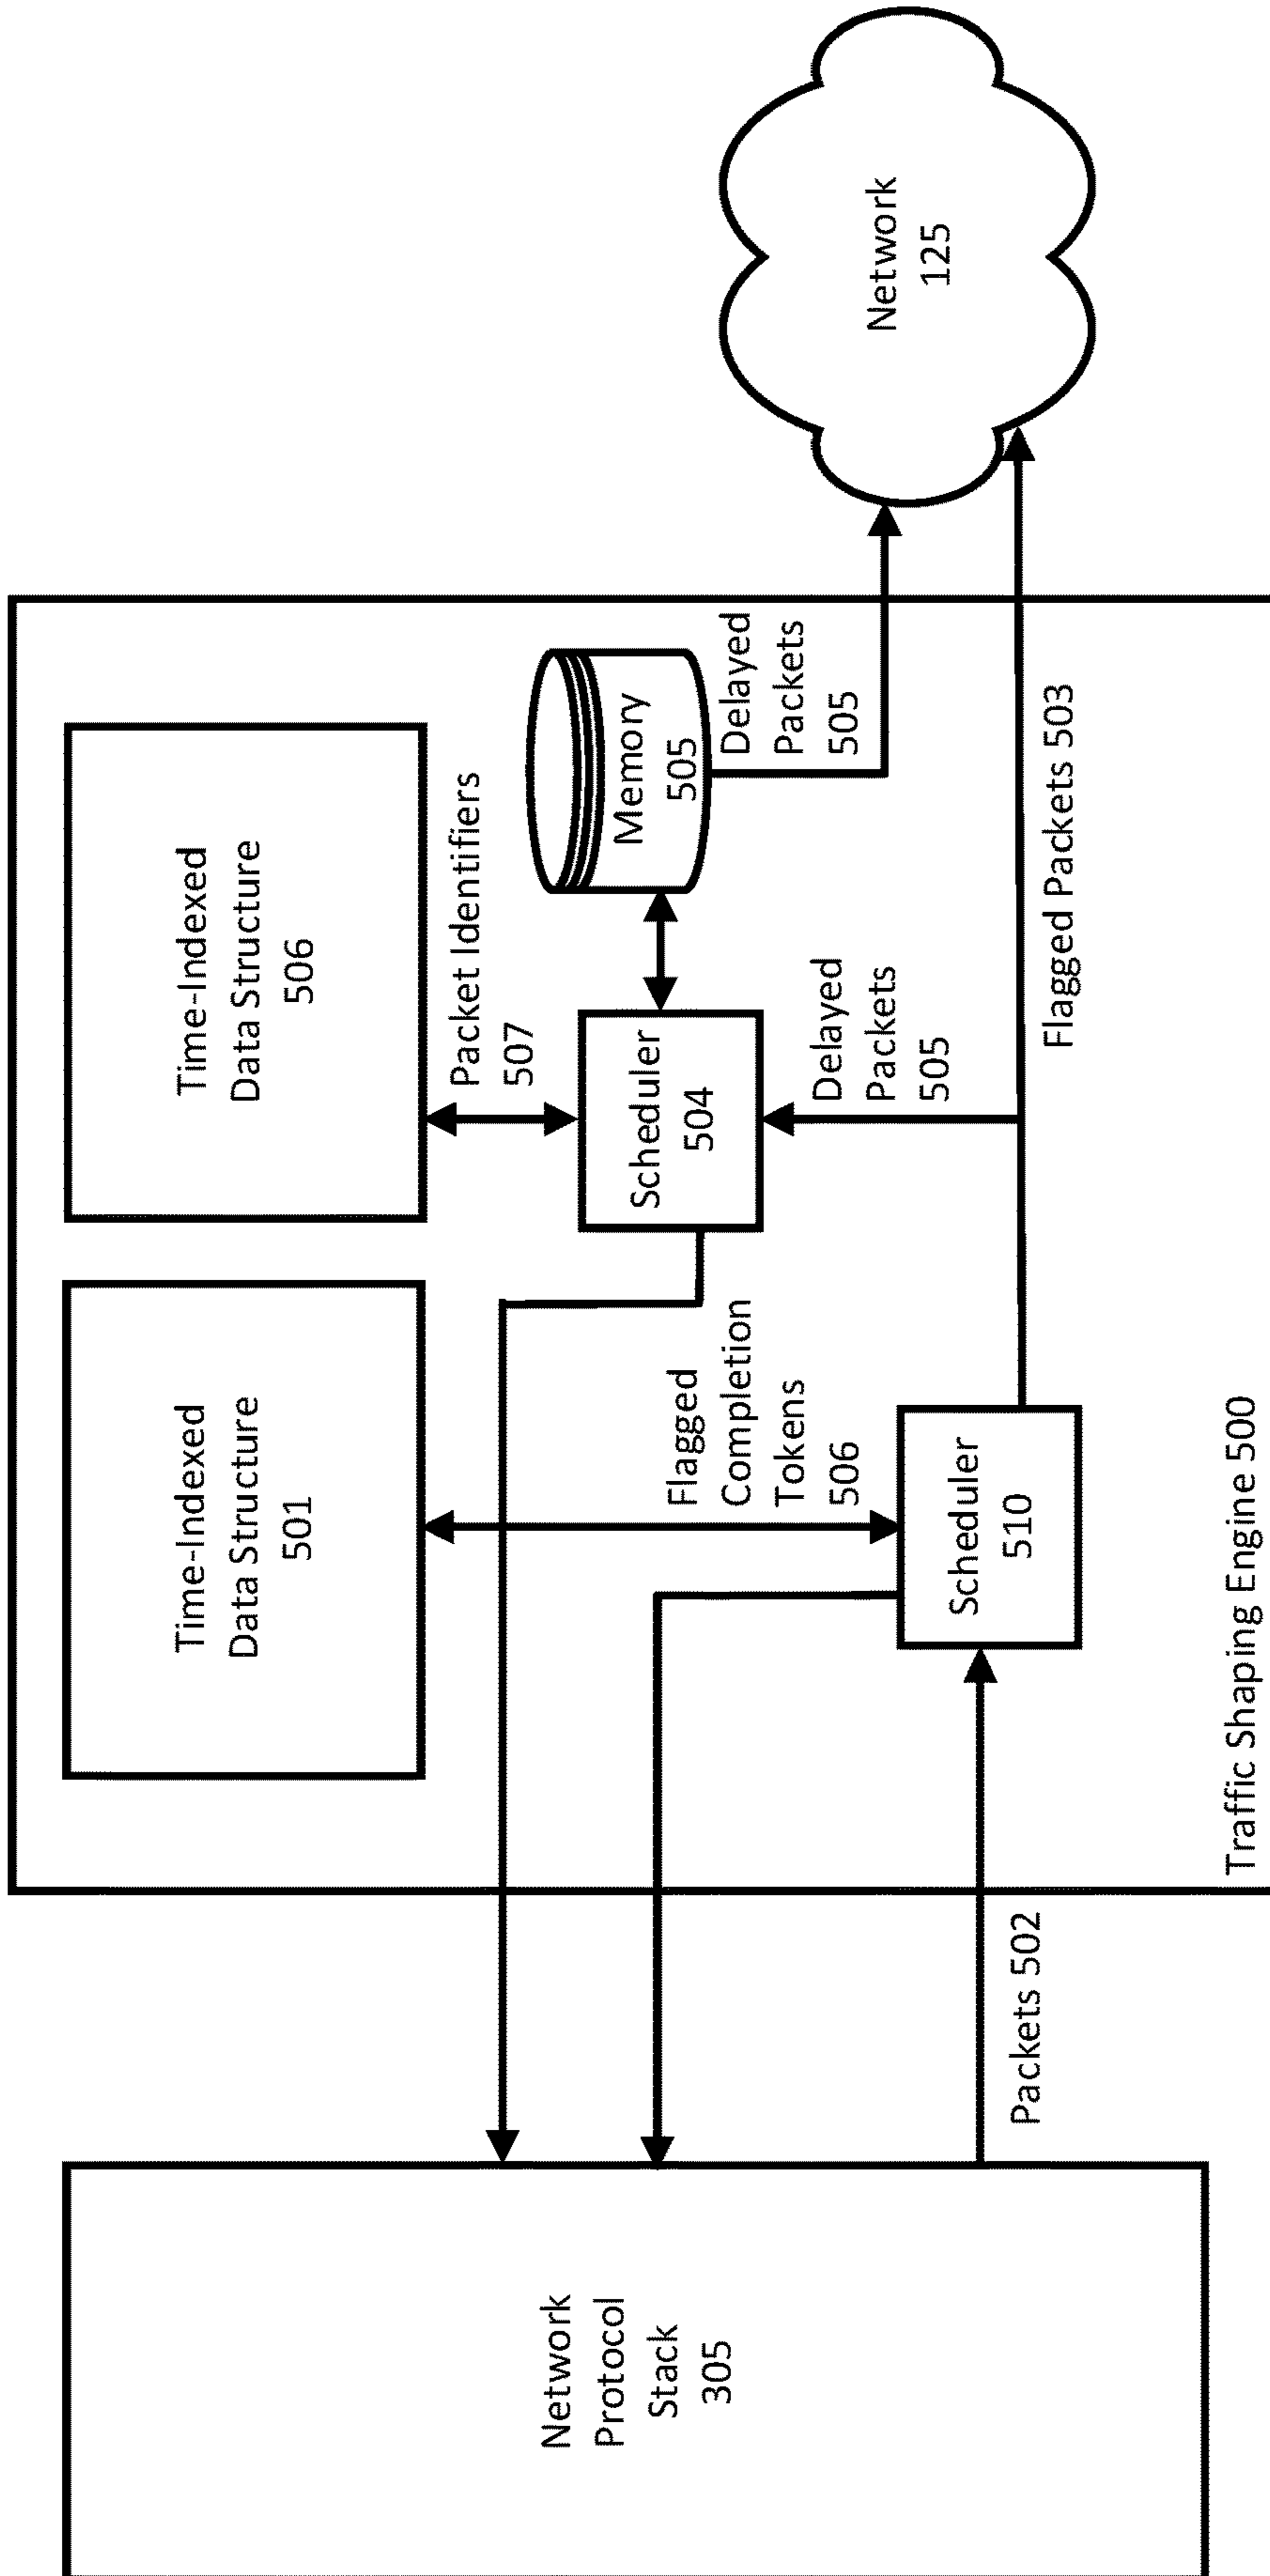 Network
Protocol
Stack
305
Packets 502
Time-Indexed
Data Structure
501
Time-Indexed
Data Structure
506
Flagged
Completion
Tokens
506
Scheduler
510
Packet Identifiers
507
Scheduler
504
Memory
505
Delayed
Packets
505
Delayed
Packets
505
Flagged Packets 503
Traffic Shaping Engine 500
Network
125